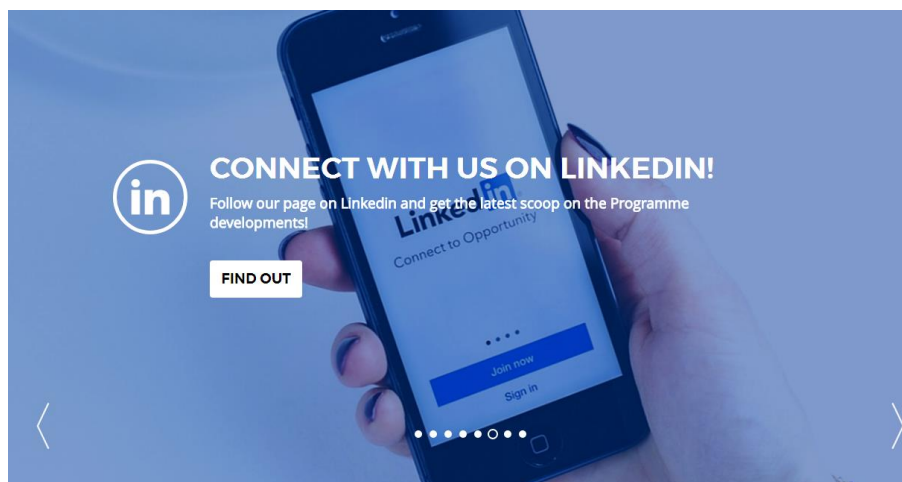 CONNECT WITH US ON LINKEDIN!
in
Follow our page on Linkedin and get the latest scoop on the Programme
developments!
Linkedin
Connect to Opportunity
FIND OUT
Join now
Sign in